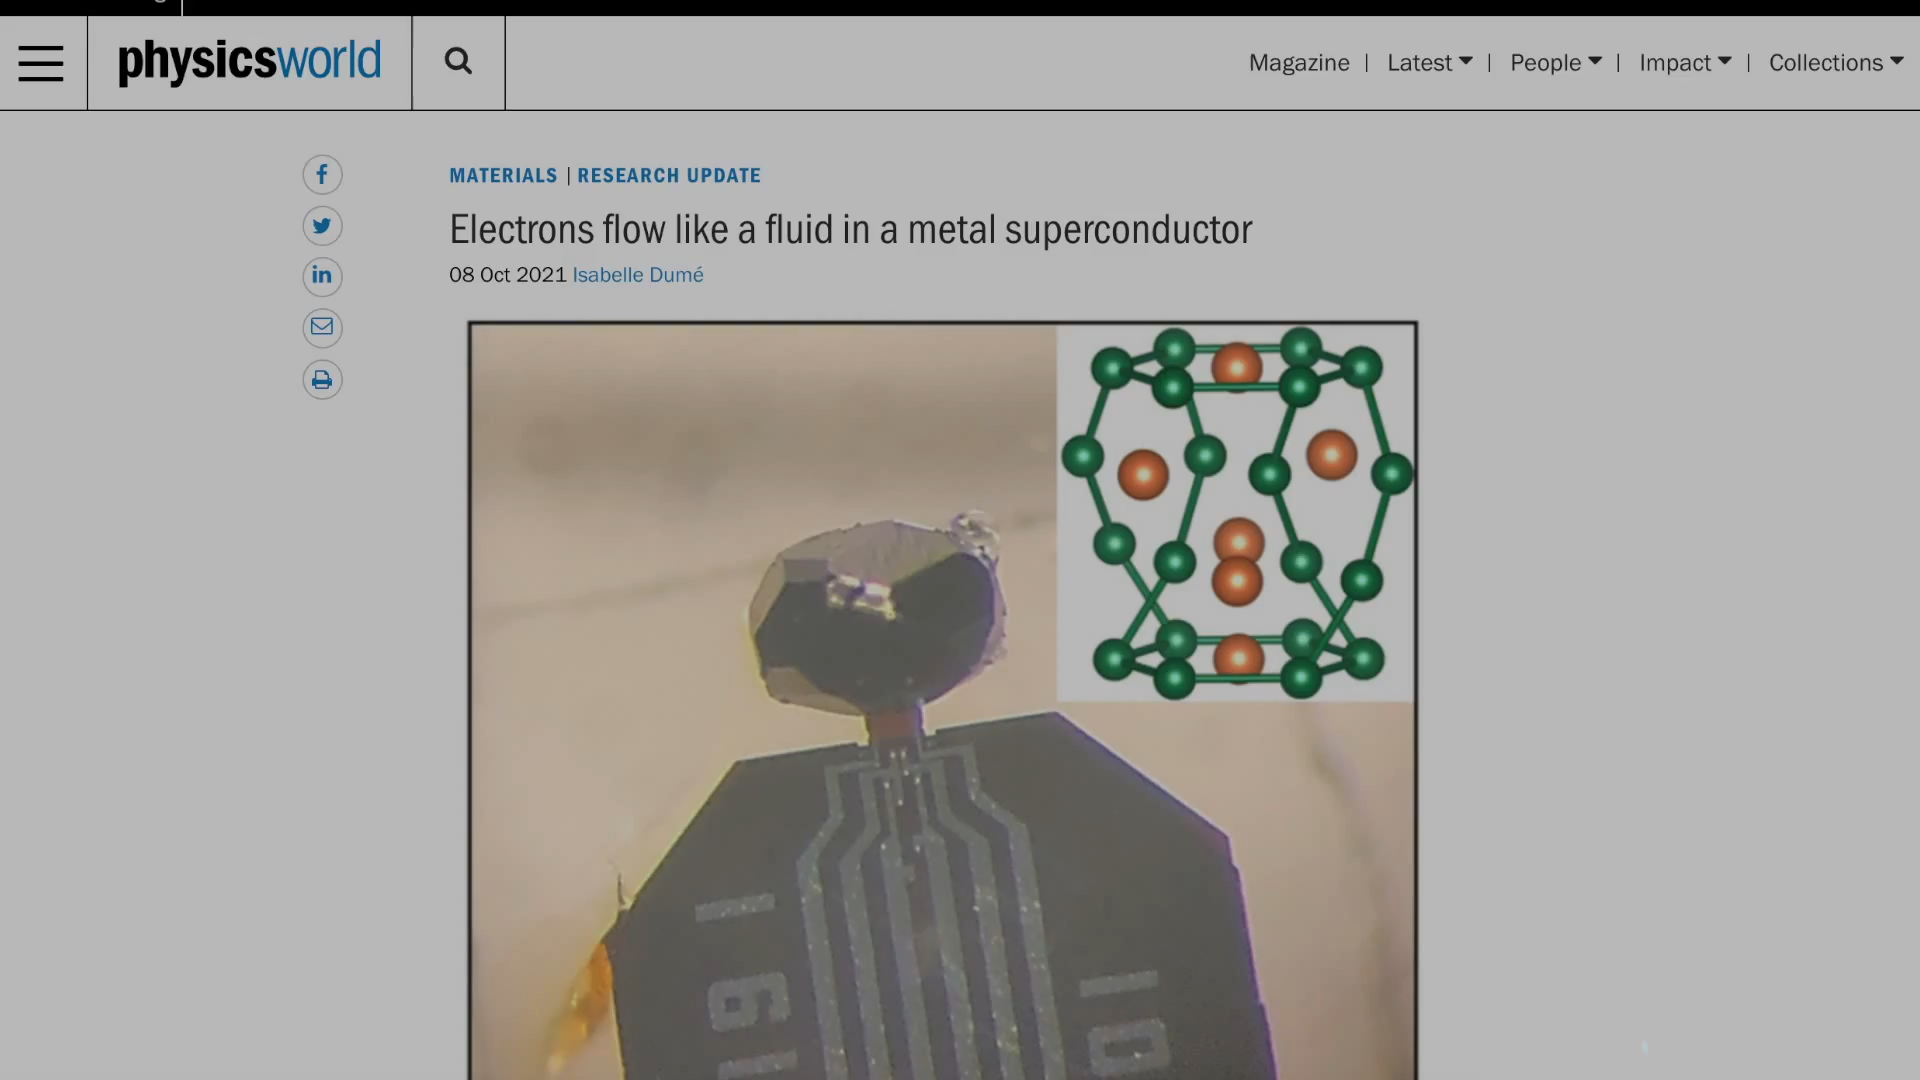 physicsworld
Magazine | Latest | People | Impact | Collections
MATERIALS | RESEARCH UPDATE
Electrons flow like a fluid in a metal superconductor
08 Oct 2021 Isabelle Dumé